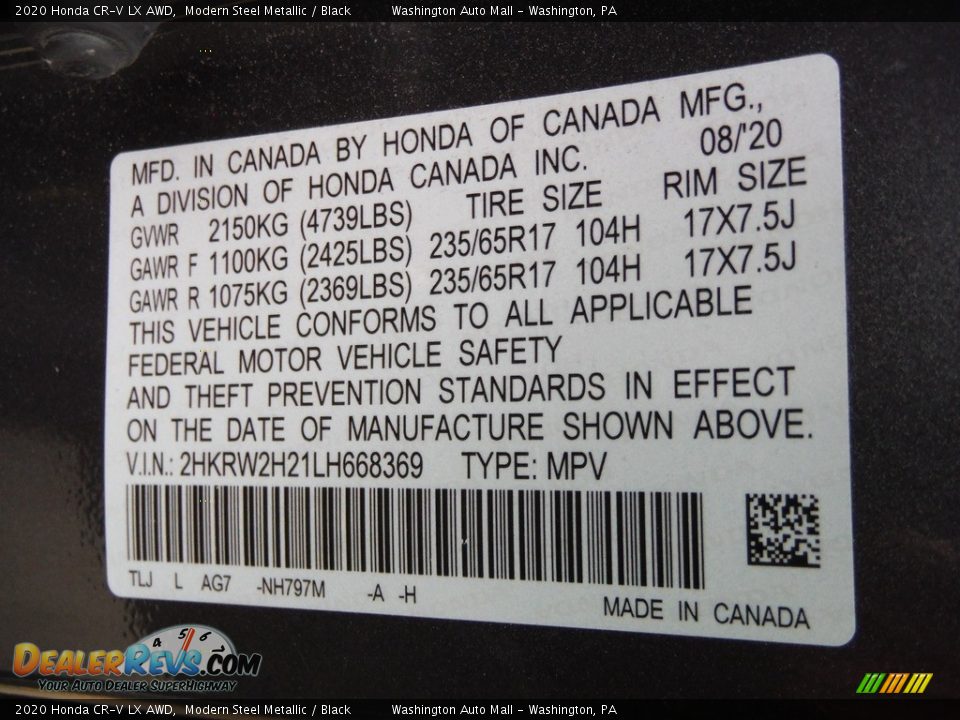 2020 Honda CR-V LX AWD,  Modern Steel Metallic / Black     Washington Auto Mall - Washington, PA
MFD. IN CANADA BY HONDA OF CANADA MFG.,
A DIVISION OF HONDA CANADA INC. 08/'20
GVWR 2150KG (4739LBS) TIRE SIZE RIM SIZE
GAWR F 1100KG (2425LBS) 235/65R17 104H 17X7.5J
GAWR R 1075KG (2369LBS) 235/65R17 104H 17X7.5J
THIS VEHICLE CONFORMS TO ALL APPLICABLE
FEDERAL MOTOR VEHICLE SAFETY
AND THEFT PREVENTION STANDARDS IN EFFECT
ON THE DATE OF MANUFACTURE SHOWN ABOVE.
V.I.N.: 2HKRW2H21LH668369 TYPE: MPV
TLJ L AG7 -NH797M -A -H
MADE IN CANADA
4 5 6
DEALERREVS.COM
YOUR AUTO DEALER SUPERHIGHWAY
2020 Honda CR-V LX AWD,  Modern Steel Metallic / Black     Washington Auto Mall - Washington, PA